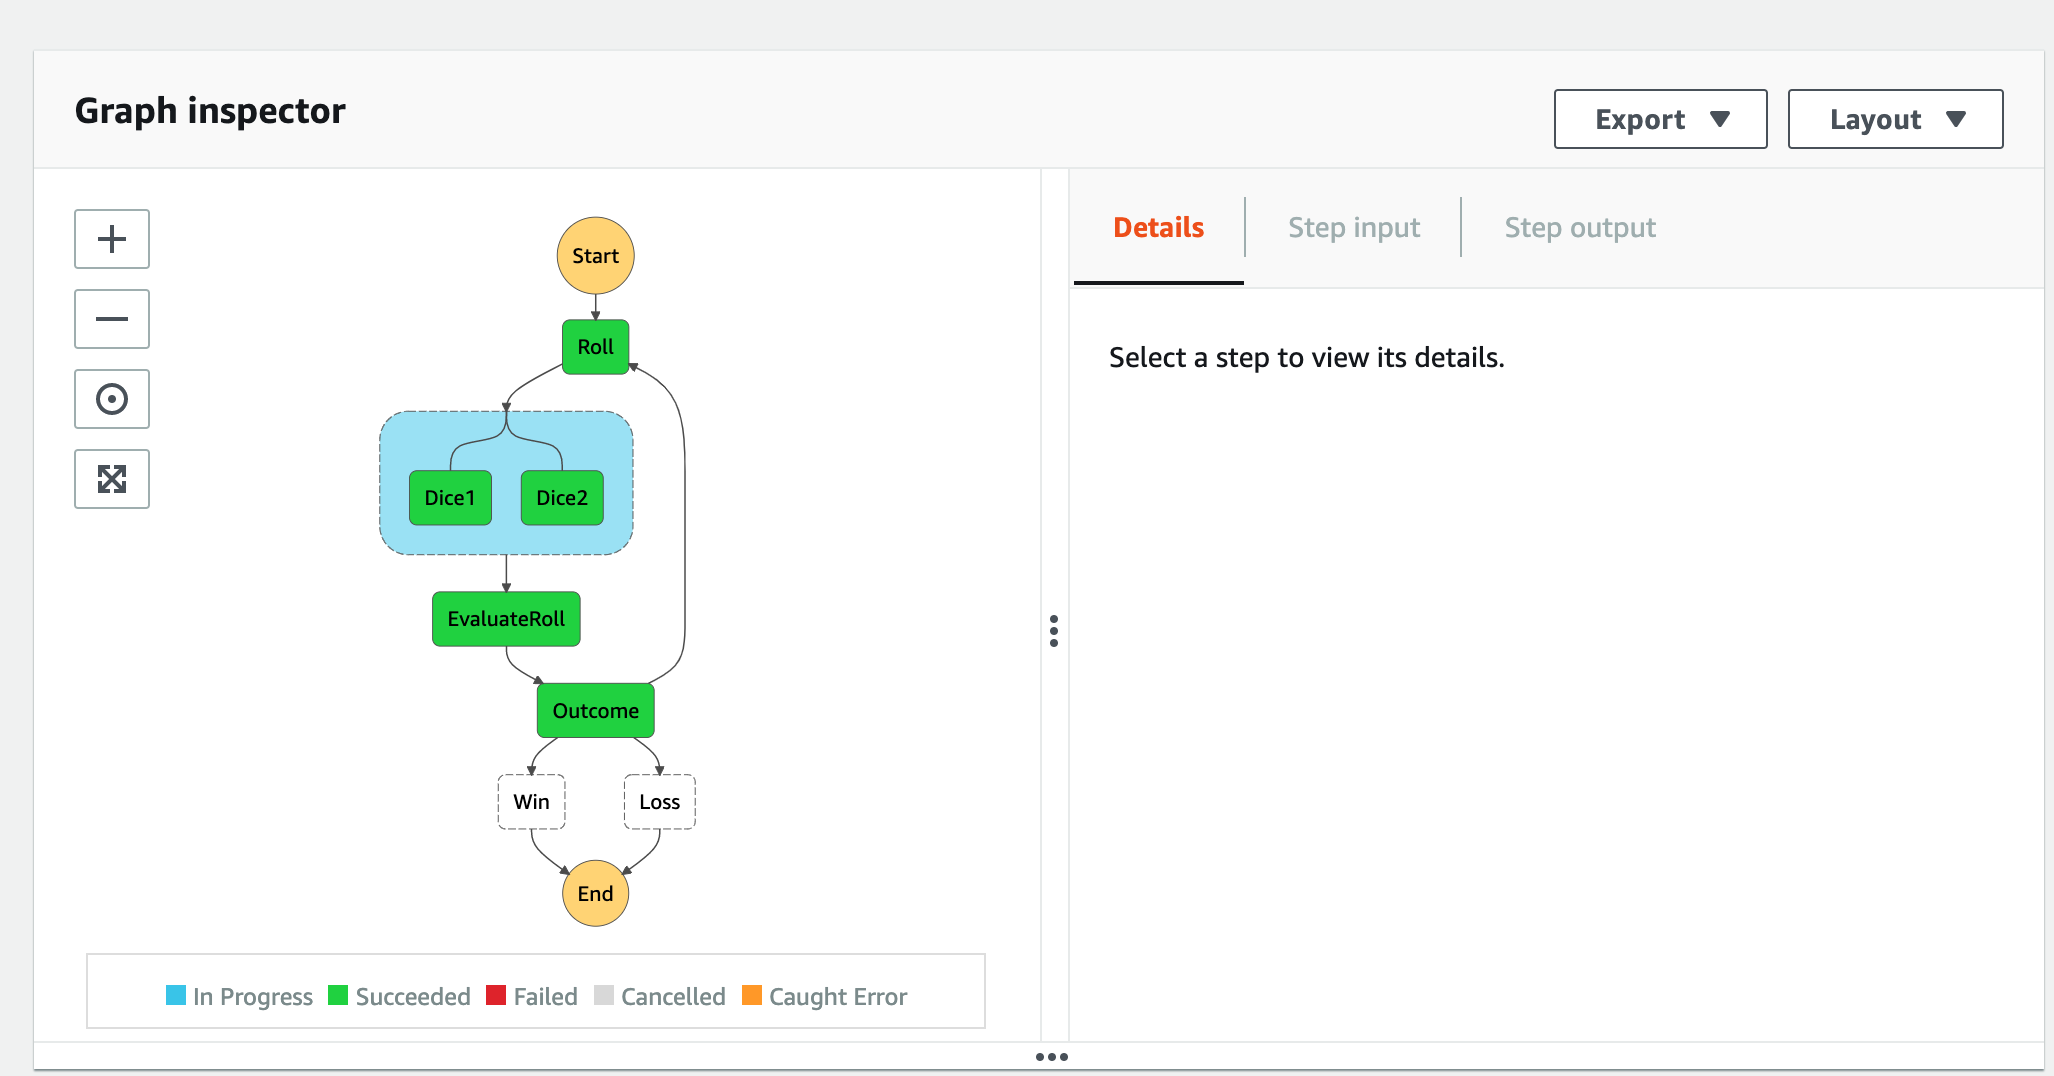 Graph inspector
Export
Layout
Details
Step input
Step output
Select a step to view its details.
Start
Roll
Dice1
Dice2
EvaluateRoll
Outcome
Win
Loss
End
In Progress
Succeeded
Failed
Cancelled
Caught Error